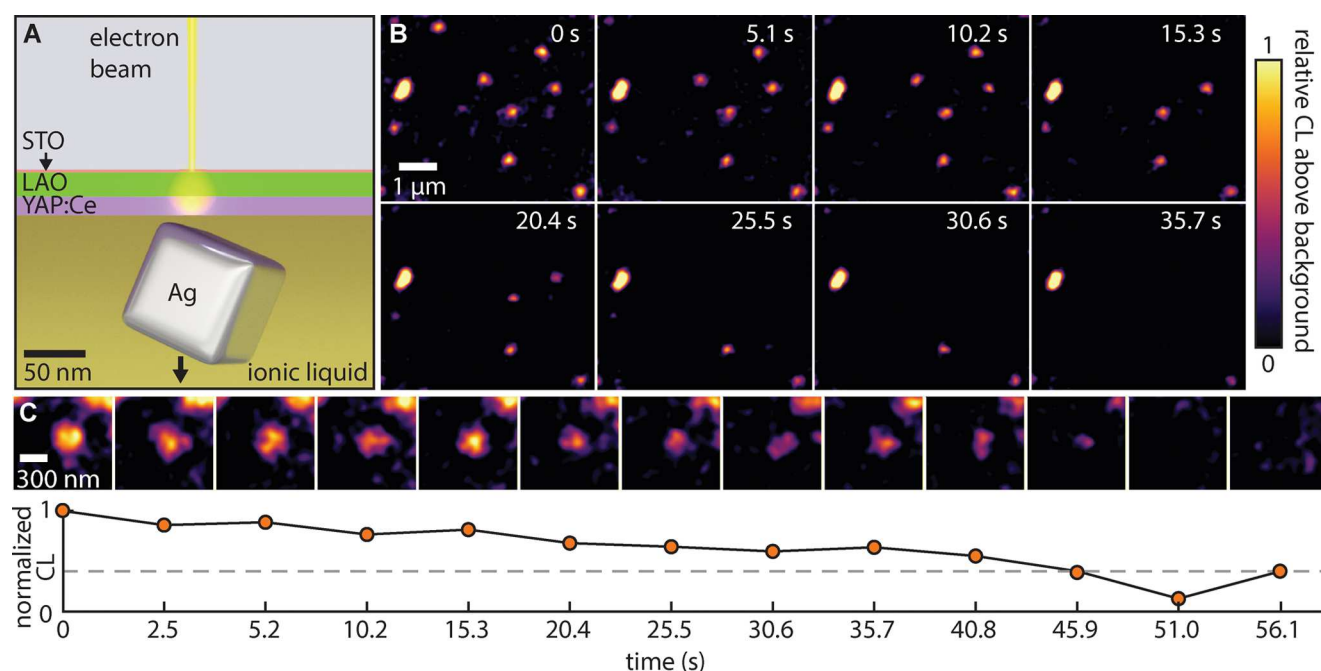 A
electron
beam
STO
LAO
YAP:Ce
Ag
50 nm
ionic liquid
B
0 s
5.1 s
10.2 s
15.3 s
1 μm
20.4 s
25.5 s
30.6 s
35.7 s
1
relative CL above background
0
C
300 nm
normalized
CL
1
0
0
2.5
5.2
10.2
15.3
20.4
25.5
30.6
35.7
40.8
45.9
51.0
56.1
time (s)